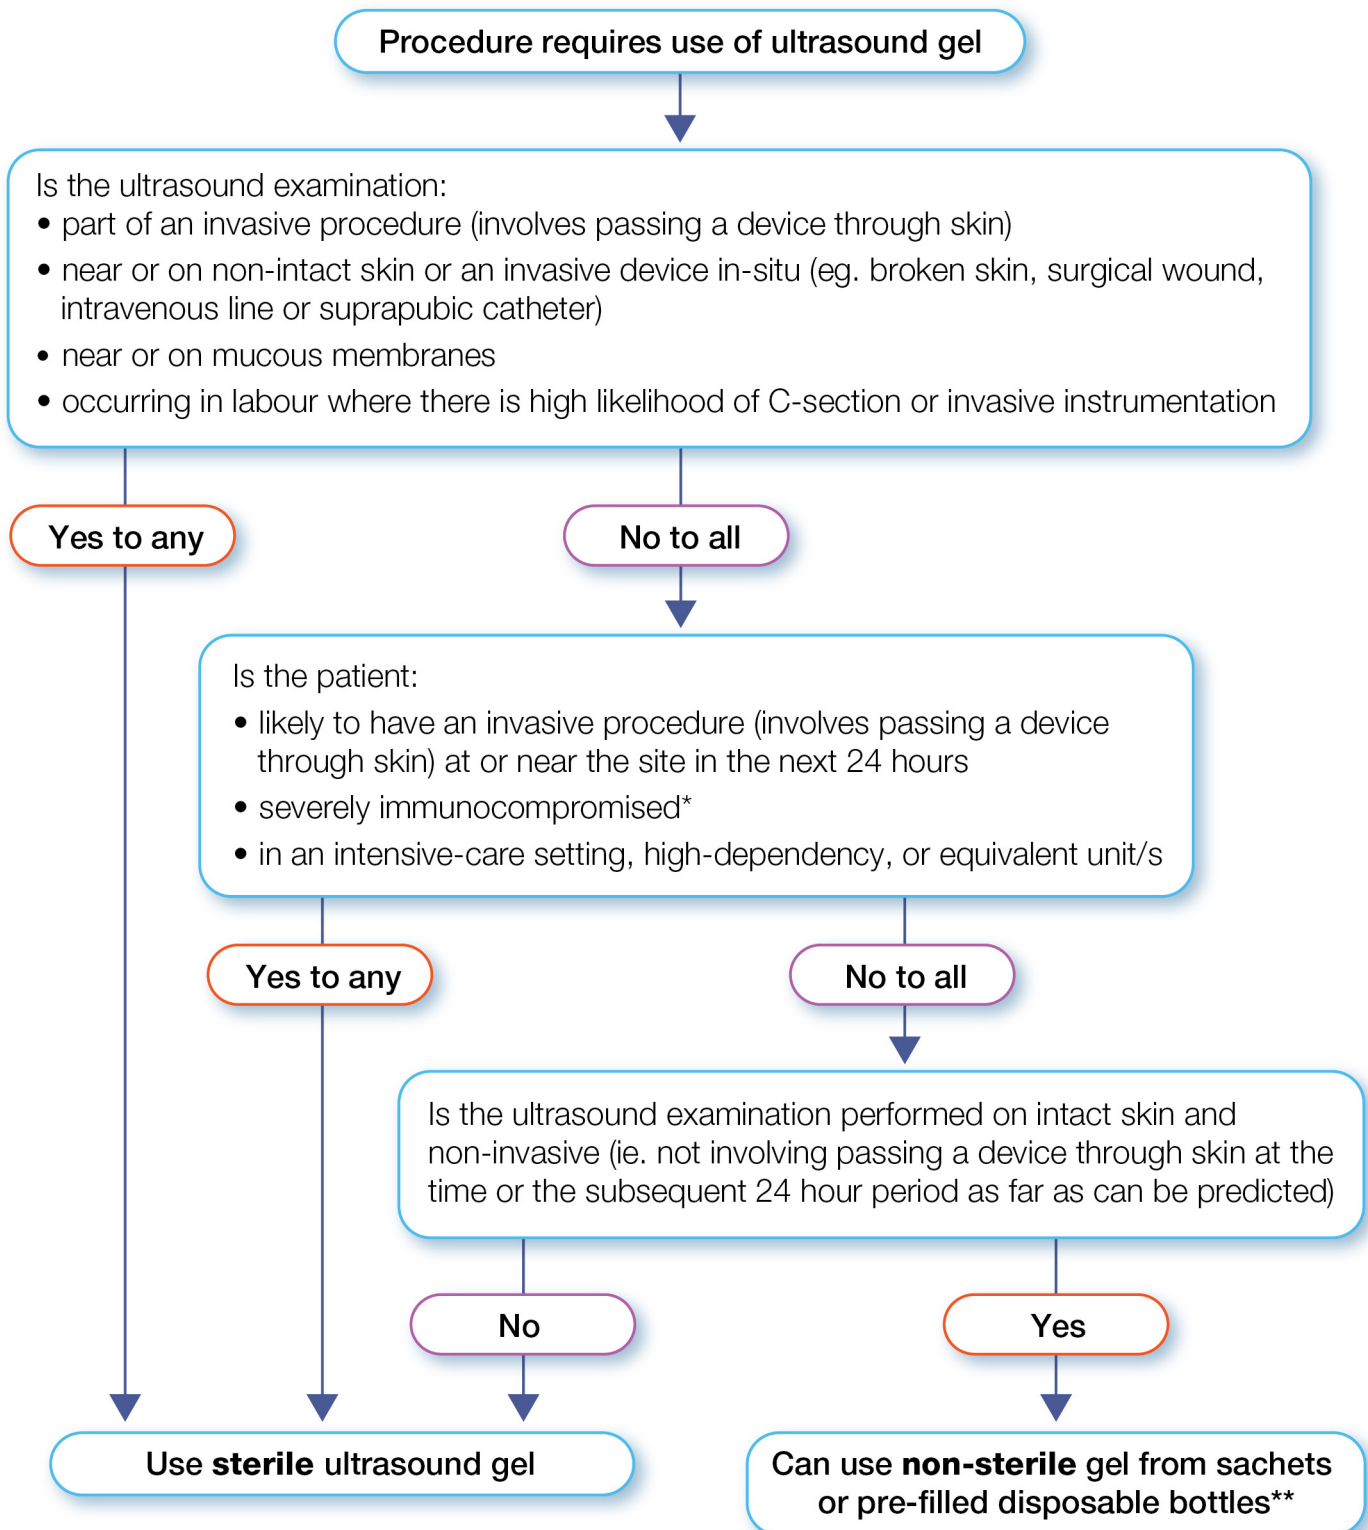 Procedure requires use of ultrasound gel
Is the ultrasound examination:
• part of an invasive procedure (involves passing a device through skin)
• near or on non-intact skin or an invasive device in-situ (eg. broken skin, surgical wound,
intravenous line or suprapubic catheter)
• near or on mucous membranes
• occurring in labour where there is high likelihood of C-section or invasive instrumentation
Yes to any
No to all
Is the patient:
• likely to have an invasive procedure (involves passing a device
through skin) at or near the site in the next 24 hours
• severely immunocompromised*
• in an intensive-care setting, high-dependency, or equivalent unit/s
Yes to any
No to all
Is the ultrasound examination performed on intact skin and
non-invasive (ie. not involving passing a device through skin at the
time or the subsequent 24 hour period as far as can be predicted)
No
Yes
Use sterile ultrasound gel
Can use non-sterile gel from sachets
or pre-filled disposable bottles**